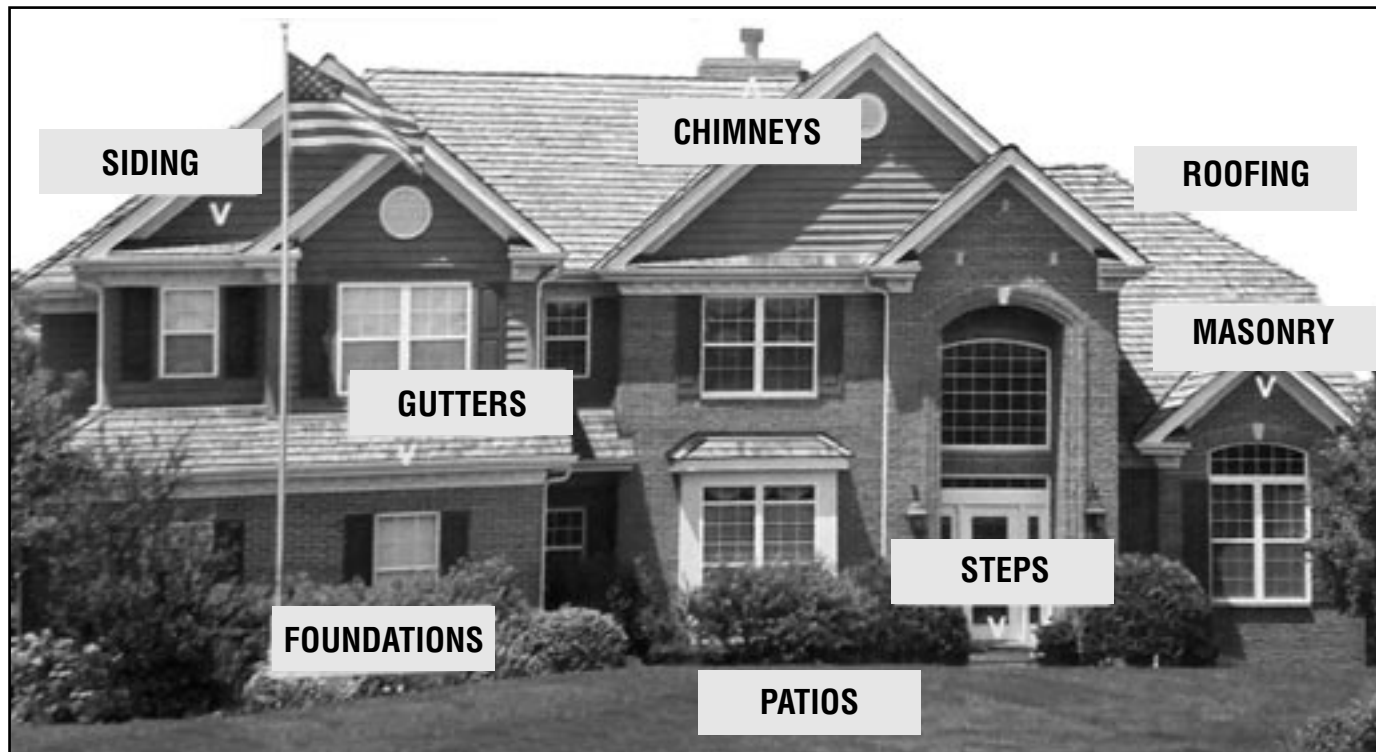 CHIMNEYS
SIDING
ROOFING
MASONRY
GUTTERS
STEPS
FOUNDATIONS
PATIOS